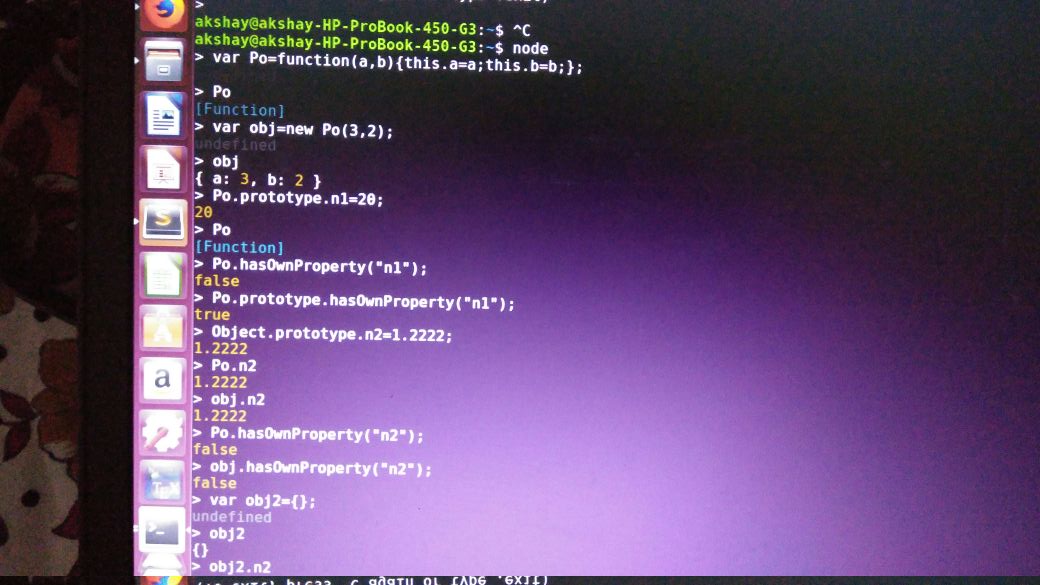 >
akshay@akshay-HP-ProBook-450-G3:~$ ^C
akshay@akshay-HP-ProBook-450-G3:~$ node
> var Po=function(a,b){this.a=a;this.b=b;};
> Po
[Function]
> var obj=new Po(3,2);
undefined
> obj
{ a: 3, b: 2 }
> Po.prototype.n1=20;
20
> Po
[Function]
> Po.hasOwnProperty("n1");
false
> Po.prototype.hasOwnProperty("n1");
true
> Object.prototype.n2=1.2222;
1.2222
> Po.n2
1.2222
> obj.n2
1.2222
> Po.hasOwnProperty("n2");
false
> obj.hasOwnProperty("n2");
false
> var obj2={};
undefined
> obj2
{}
> obj2.n2
S
A
a
TEX
>_